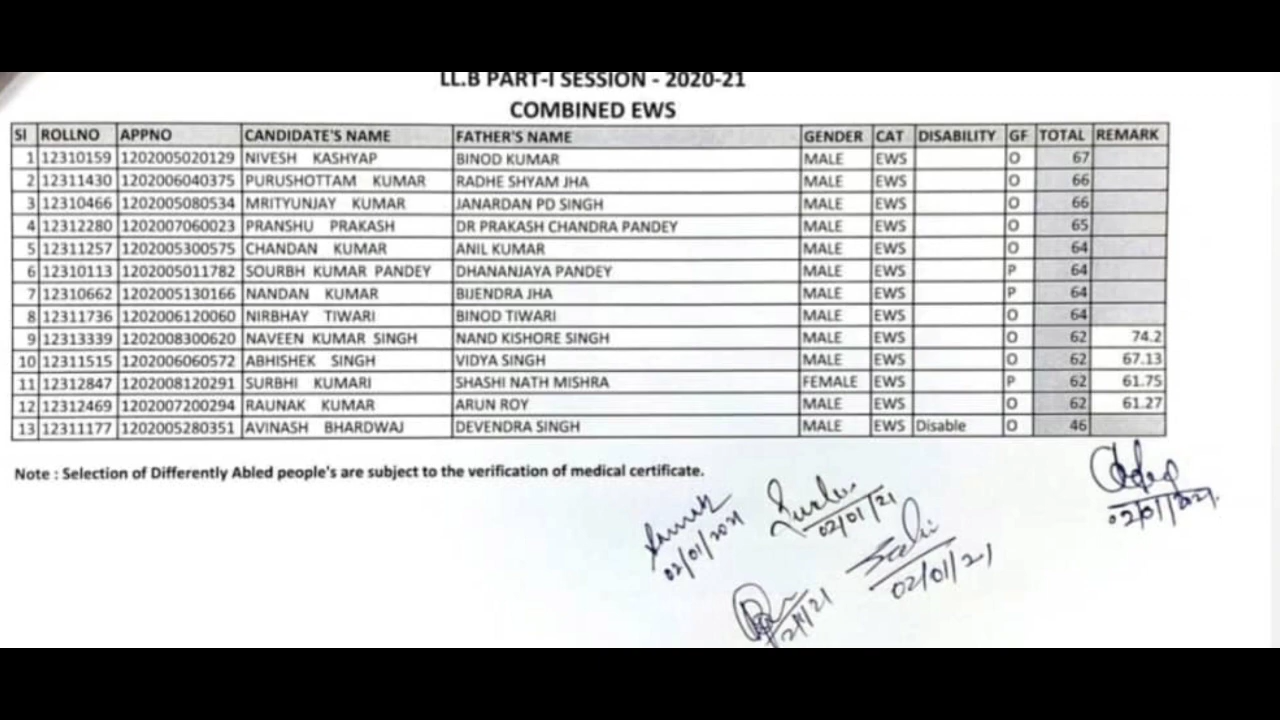 LL.B PART-I SESSION - 2020-21
COMBINED EWS
SI ROLLNO APPNO CANDIDATE'S NAME FATHER'S NAME GENDER CAT DISABILITY GF TOTAL REMARK
1 12310159 1202005020129 NIVESH KASHYAP BINOD KUMAR MALE EWS O 67
2 12311430 1202006040375 PURUSHOTTAM KUMAR RADHE SHYAM JHA MALE EWS O 66
3 12310466 1202005080534 MRITYUNJAY KUMAR JANARDAN PD SINGH MALE EWS O 66
4 12312280 1202007060023 PRANSHU PRAKASH DR PRAKASH CHANDRA PANDEY MALE EWS O 65
5 12311257 1202005300575 CHANDAN KUMAR ANIL KUMAR MALE EWS O 64
6 12310113 1202005011782 SOURBH KUMAR PANDEY DHANANJAYA PANDEY MALE EWS P 64
7 12310662 1202005130166 NANDAN KUMAR BIJENDRA JHA MALE EWS P 64
8 12311736 1202006120060 NIRBHAY TIWARI BINOD TIWARI MALE EWS O 64
9 12313339 1202008300620 NAVEEN KUMAR SINGH NAND KISHORE SINGH MALE EWS O 62 74.2
10 12311515 1202006060572 ABHISHEK SINGH VIDYA SINGH MALE EWS O 62 67.13
11 12312847 1202008120291 SURBHI KUMARI SHASHI NATH MISHRA FEMALE EWS P 62 61.75
12 12312469 1202007200294 RAUNAK KUMAR ARUN ROY MALE EWS O 62 61.27
13 12311177 1202005280351 AVINASH BHARDWAJ DEVENDRA SINGH MALE EWS Disable O 46
Note : Selection of Differently Abled people's are subject to the verification of medical certificate.
02/01/2021
02/01/21
02/01/2021
02/01/21